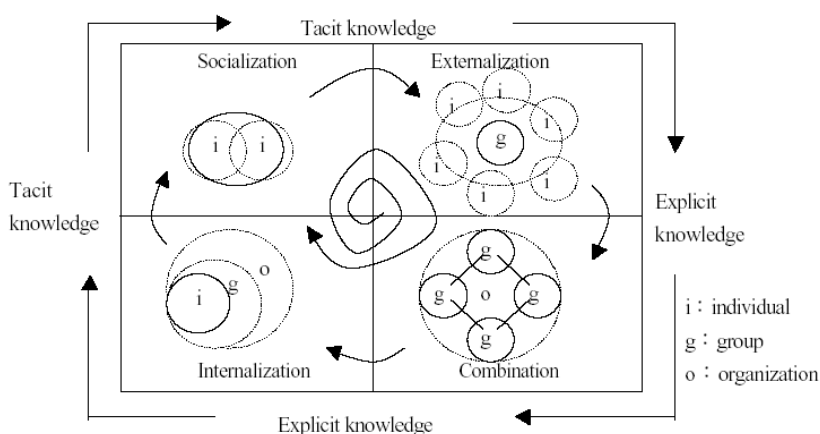 Tacit knowledge
Socialization
Externalization
i
i
i
i
i
i
g
i
i
i
Tacit
knowledge
Explicit
knowledge
i
g
o
g
g
o
g
g
i：individual
g：group
o：organization
Internalization
Combination
Explicit knowledge